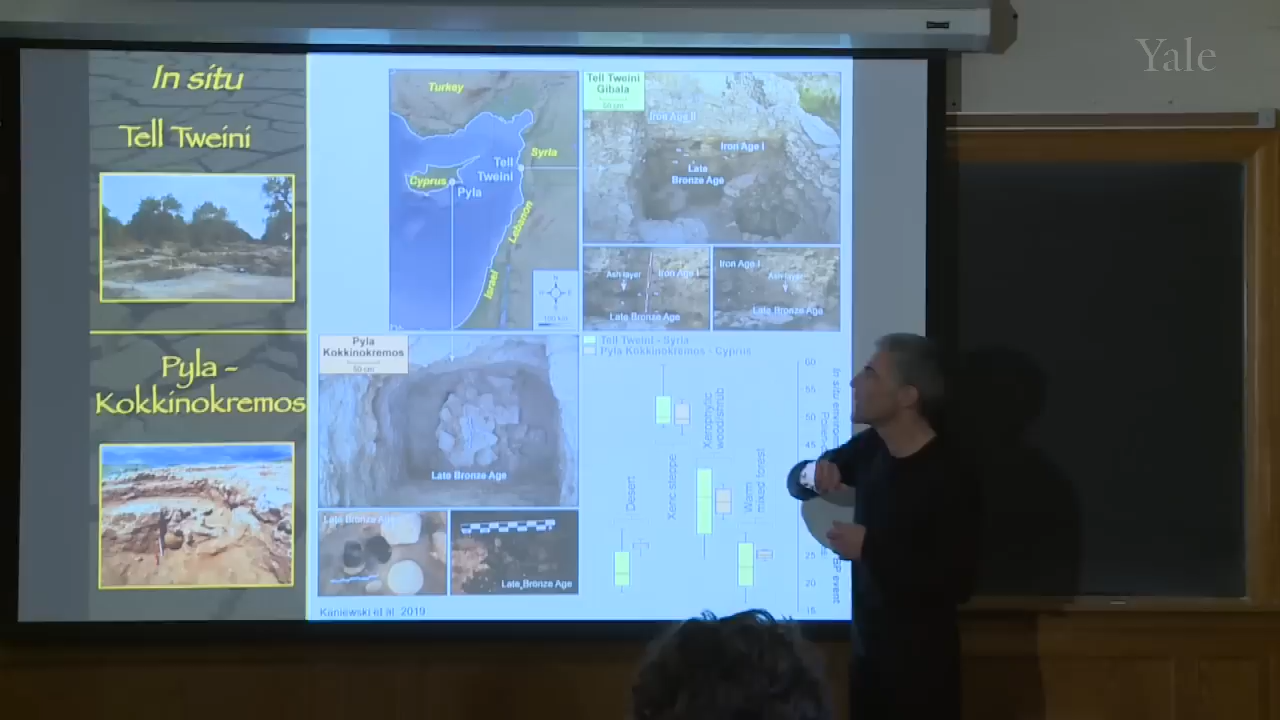 Yale
In situ
Tell Tweini
Pyla -
Kokkinokremos
Turkey
Syria
Tell
Tweini
Cyprus
Pyla
Lebanon
Israel
N
100 km
Tell Tweini
Gibala
50 cm
Iron Age II
Iron Age I
Late
Bronze Age
Ash layer
Iron Age I
Late Bronze Age
Iron Age I
Ash layer
Late Bronze Age
Pyla
Kokkinokremos
50 cm
Late Bronze Age
Late Bronze Age
Late Bronze Age
Kaniewski et al. 2019
Tell Tweini - Syria
Pyla Kokkinokremos - Cyprus
Desert
Xeric steppe
Xerophytic
woods/shrub
Warm
mixed forest
60
55
50
45
25
20
15
In situ
BP event